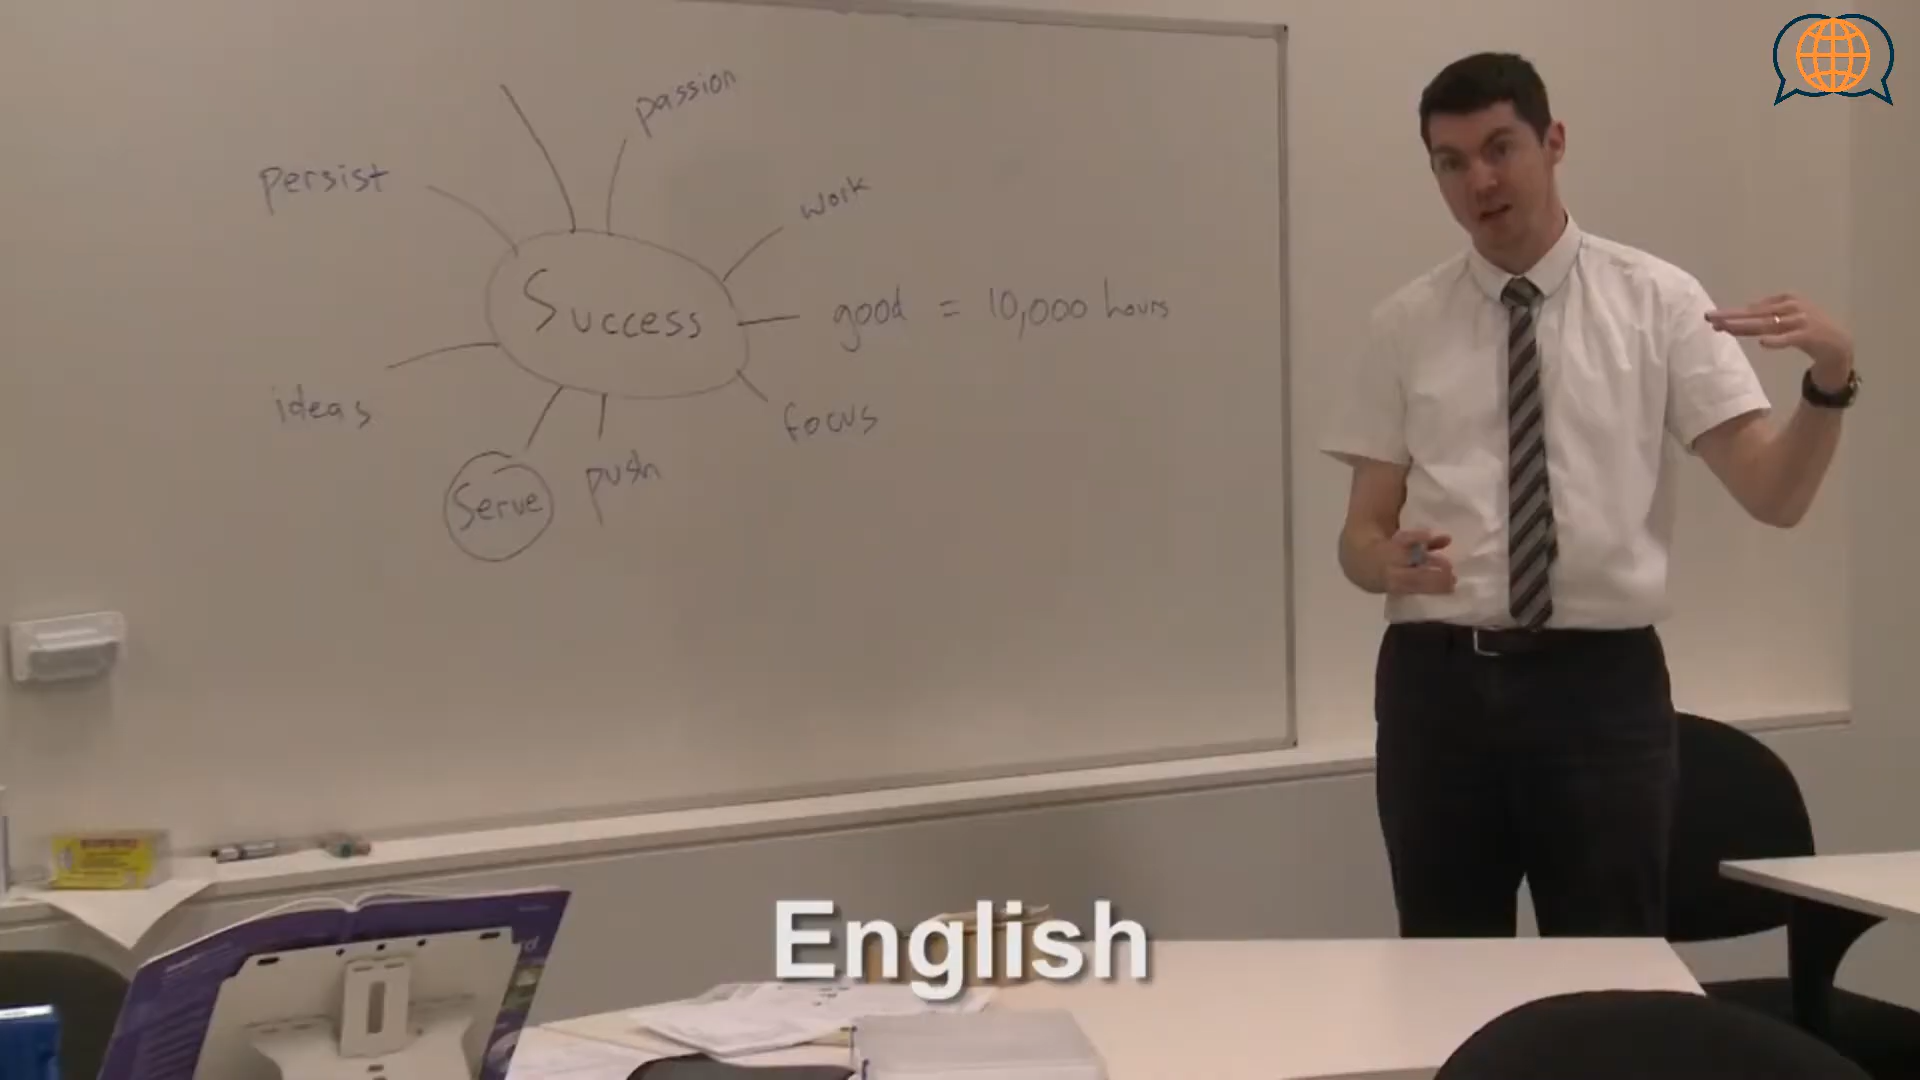 passion
persist
work
Success
good = 10,000 hours
ideas
focus
push
Serve
English